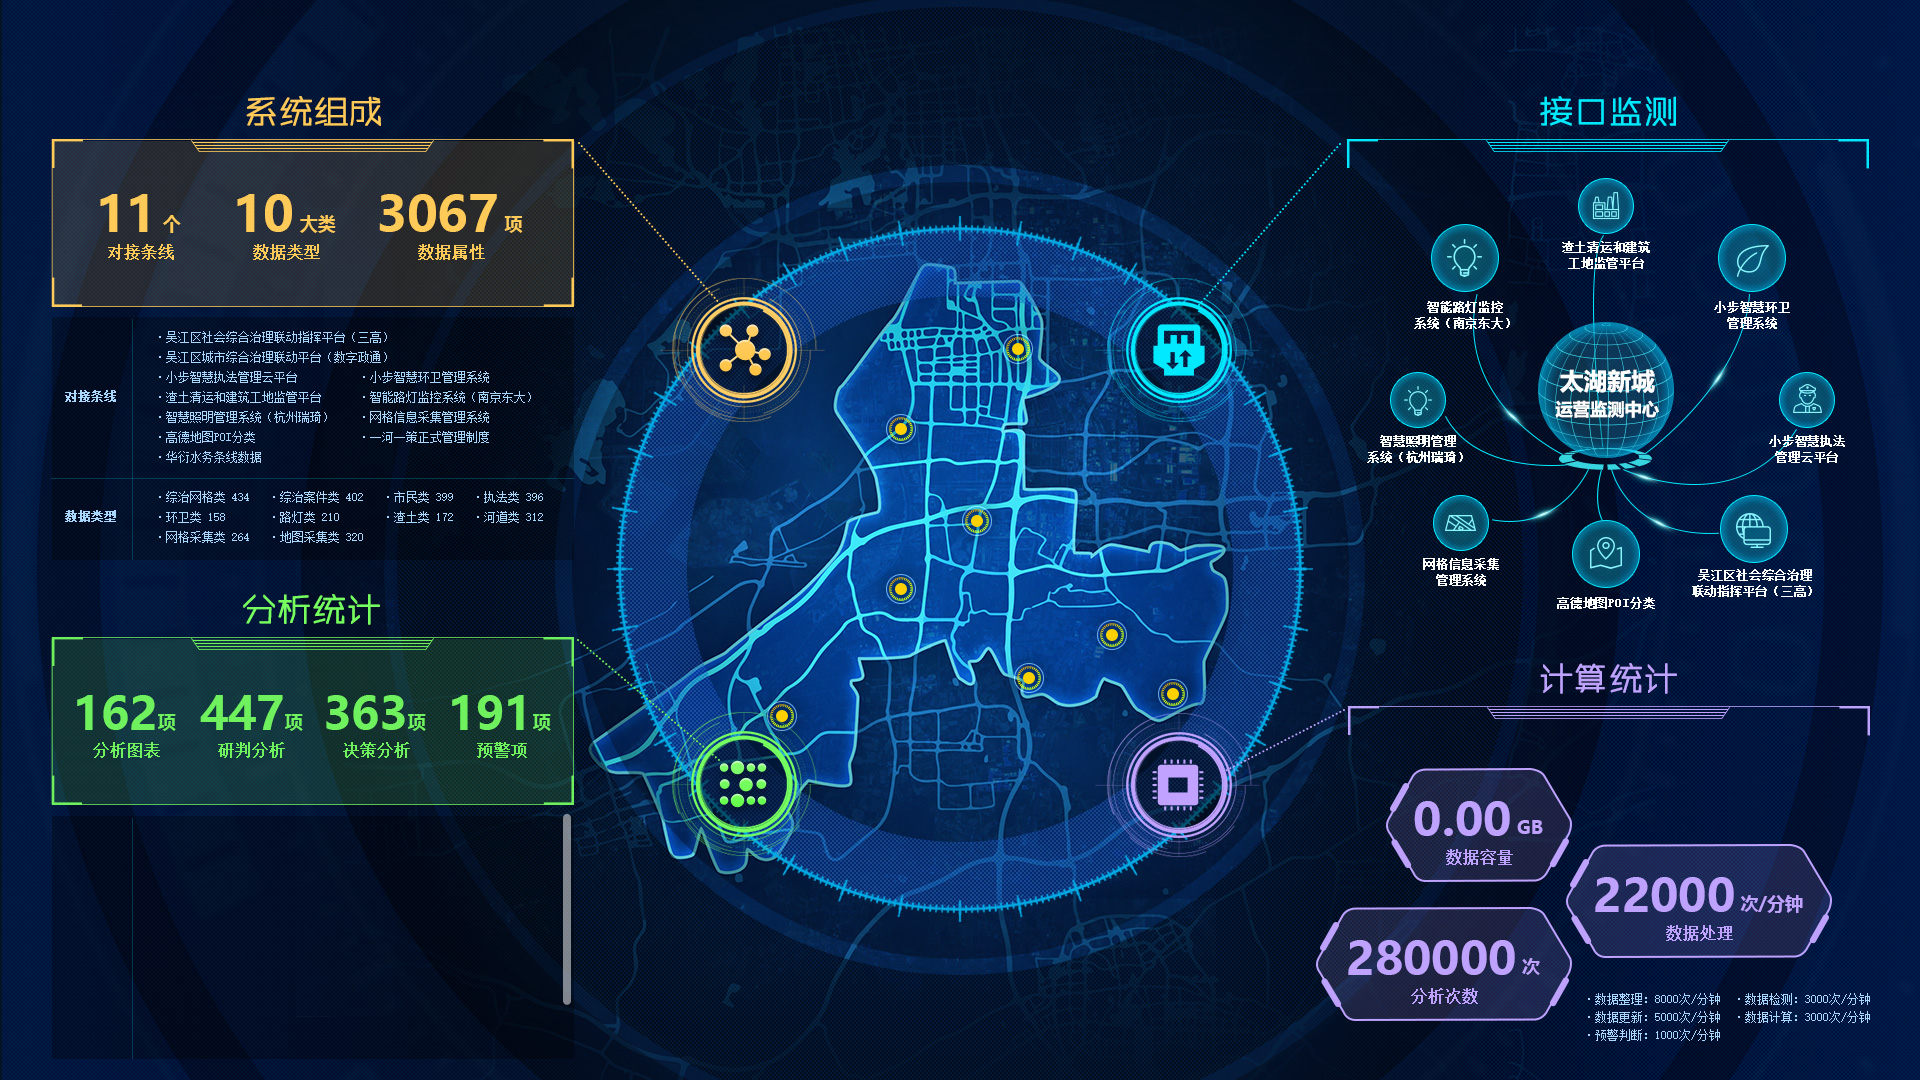 系统组成
11 个 10 大类 3067 项
对接条线 数据类型 数据属性
对接条线
·吴江区社会综合治理联动指挥平台（三高）
·吴江区城市综合治理联动平台（数字政通）
·小步智慧执法管理云平台 ·小步智慧环卫管理系统
·渣土清运和建筑工地监管平台 ·智能路灯监控系统（南京东大）
·智慧照明管理系统（杭州瑞琦） ·网格信息采集管理系统
·高德地图POI分类 ·一河一策正式管理制度
·华衍水务条线数据
数据类型
·综治网格类 434 ·综治案件类 402 ·市民类 399 ·执法类 396
·环卫类 158 ·路灯类 210 ·渣土类 172 ·河道类 312
·网格采集类 264 ·地图采集类 320
分析统计
162项 447项 363项 191项
分析图表 研判分析 决策分析 预警项
接口监测
渣土清运和建筑
工地监管平台
智能路灯监控
系统（南京东大）
小步智慧环卫
管理系统
太湖新城
运营监测中心
智慧照明管理
系统（杭州瑞琦）
小步智慧执法
管理云平台
网格信息采集
管理系统
高德地图POI分类
吴江区社会综合治理
联动指挥平台（三高）
计算统计
0.00 GB
数据容量
22000 次/分钟
数据处理
280000 次
分析次数
·数据整理：8000次/分钟 ·数据检测：3000次/分钟
·数据更新：5000次/分钟 ·数据计算：3000次/分钟
·预警判断：1000次/分钟